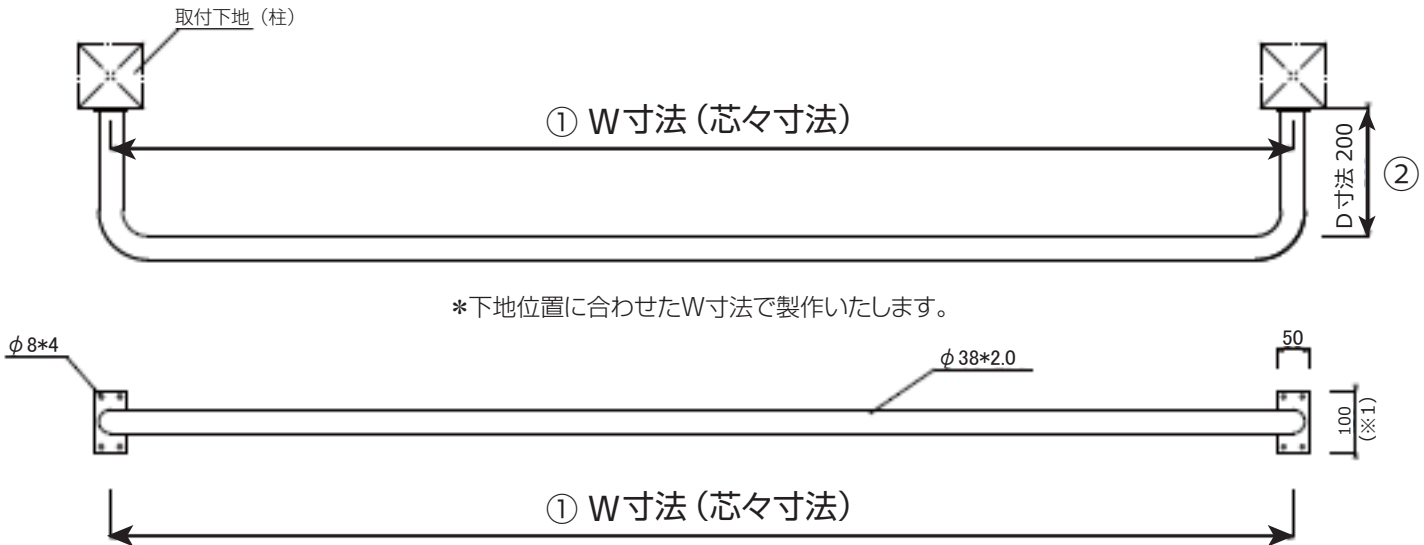 取付下地（柱）
① W寸法（芯々寸法）
D寸法 200
②
*下地位置に合わせたW寸法で製作いたします。
φ8*4
φ38*2.0
50
100
(※1)
① W寸法（芯々寸法）